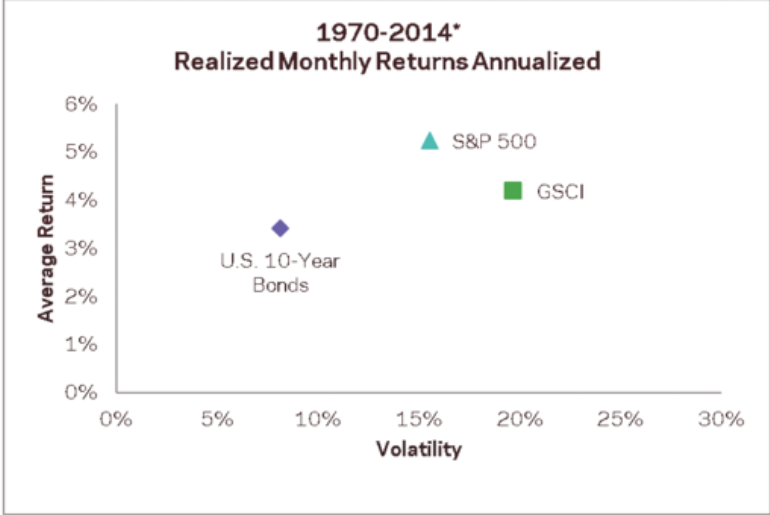 1970-2014*
Realized Monthly Returns Annualized
6%
5%
4%
3%
2%
1%
0%
Average Return
S&P 500
GSCI
U.S. 10-Year
Bonds
0% 5% 10% 15% 20% 25% 30%
Volatility